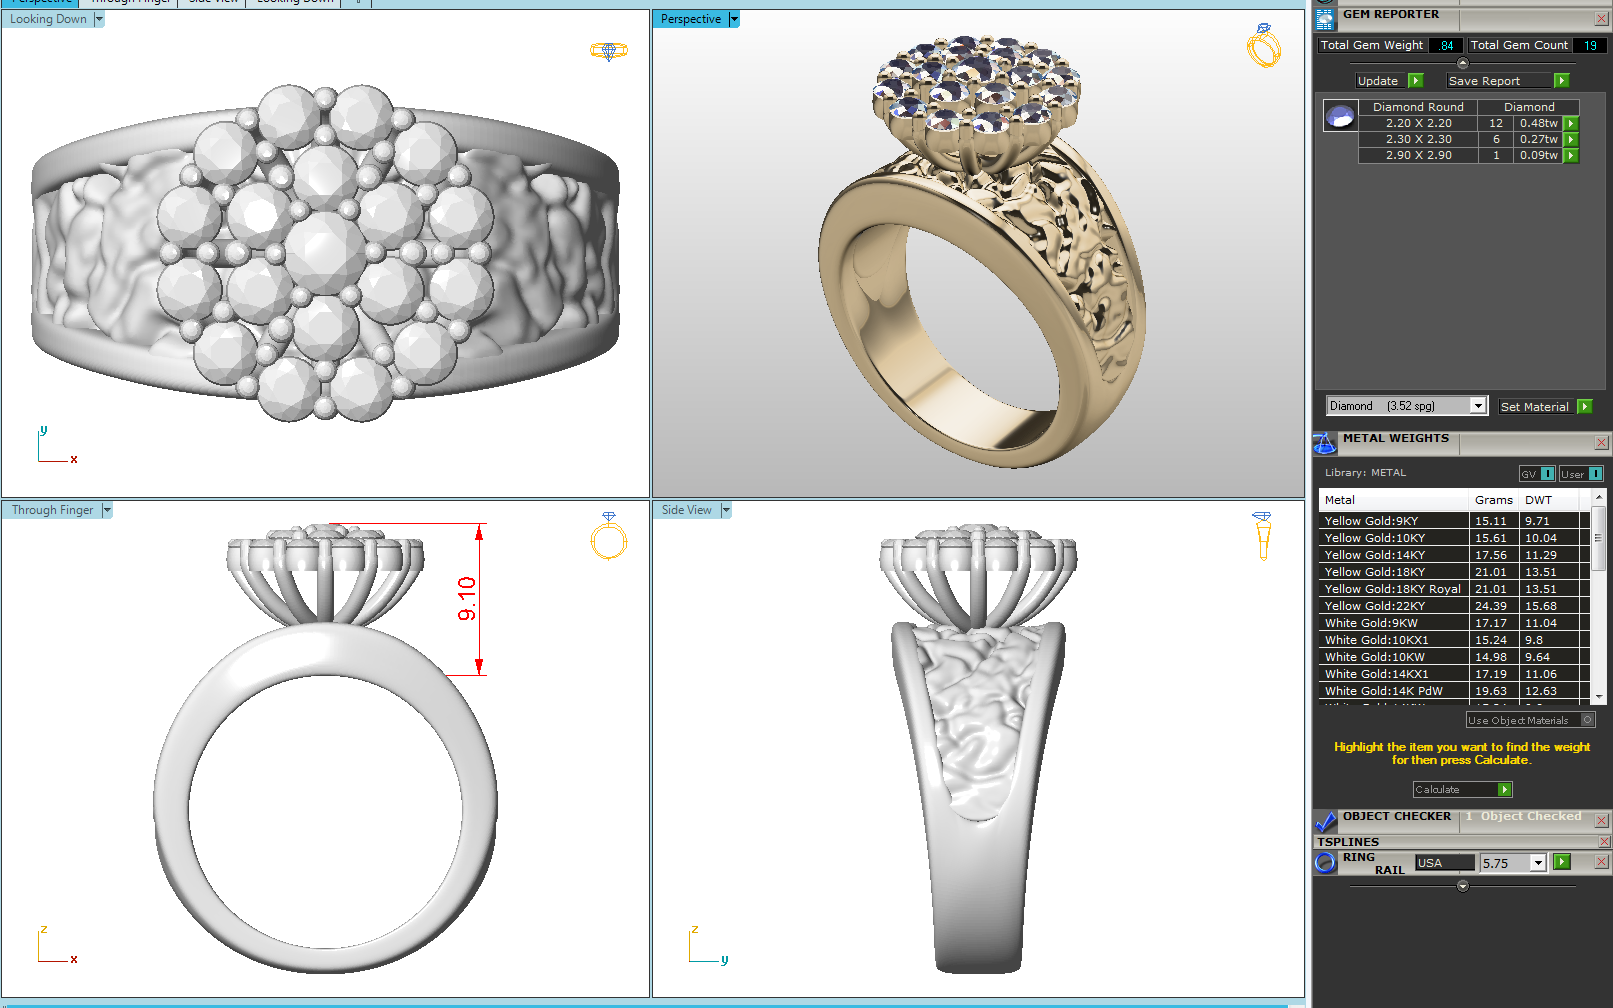 Perspective
Through Finger
Side View
Looking Down
Looking Down
y
x
Perspective
Through Finger
9.10
z
x
Side View
z
y
GEM REPORTER
Total Gem Weight .84 Total Gem Count 19
Update Save Report
Diamond Round Diamond
2.20 X 2.20 12 0.48tw
2.30 X 2.30 6 0.27tw
2.90 X 2.90 1 0.09tw
Diamond (3.52 spg) Set Material
METAL WEIGHTS
Library: METAL GV I User I
Metal Grams DWT
Yellow Gold:9KY 15.11 9.71
Yellow Gold:10KY 15.61 10.04
Yellow Gold:14KY 17.56 11.29
Yellow Gold:18KY 21.01 13.51
Yellow Gold:18KY Royal 21.01 13.51
Yellow Gold:22KY 24.39 15.68
White Gold:9KW 17.17 11.04
White Gold:10KX1 15.24 9.8
White Gold:10KW 14.98 9.64
White Gold:14KX1 17.19 11.06
White Gold:14K PdW 19.63 12.63
Use Object Materials
Highlight the item you want to find the weight
for then press Calculate.
Calculate
OBJECT CHECKER 1 Object Checked
TSPLINES
RING RAIL USA 5.75